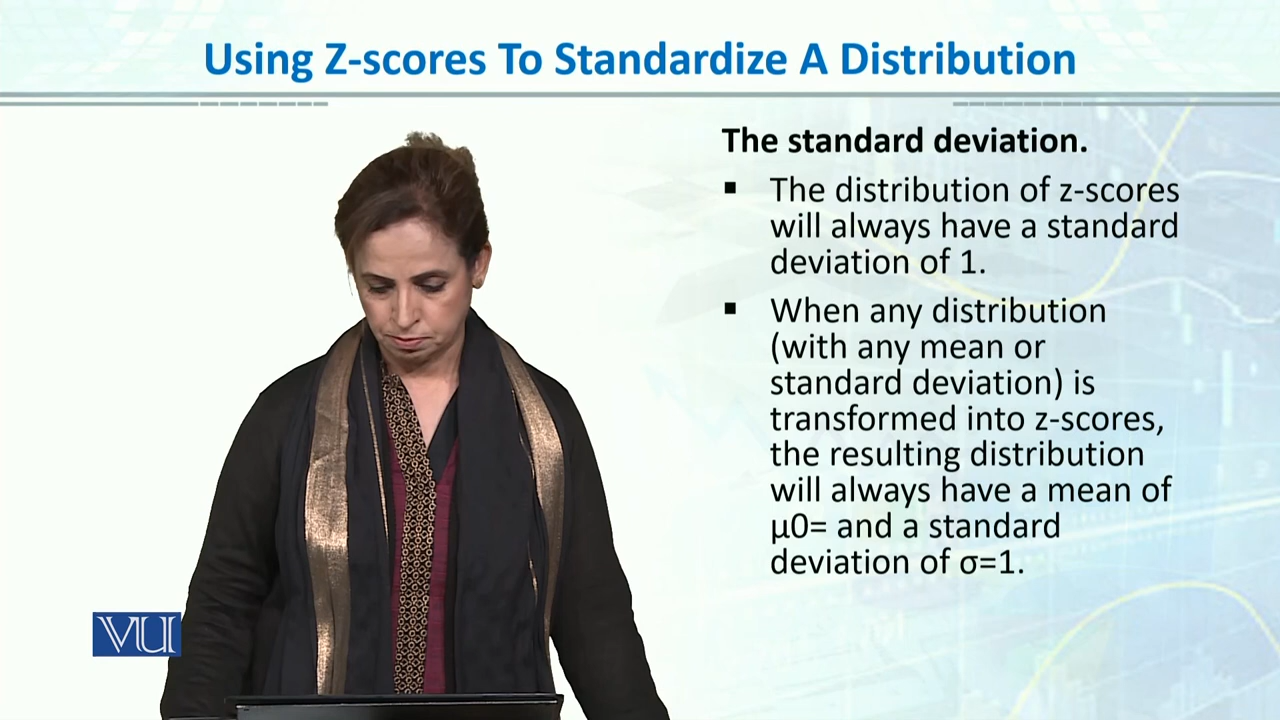 Using Z-scores To Standardize A Distribution
The standard deviation.
▪ The distribution of z-scores
will always have a standard
deviation of 1.
▪ When any distribution
(with any mean or
standard deviation) is
transformed into z-scores,
the resulting distribution
will always have a mean of
µ0= and a standard
deviation of σ=1.
VU